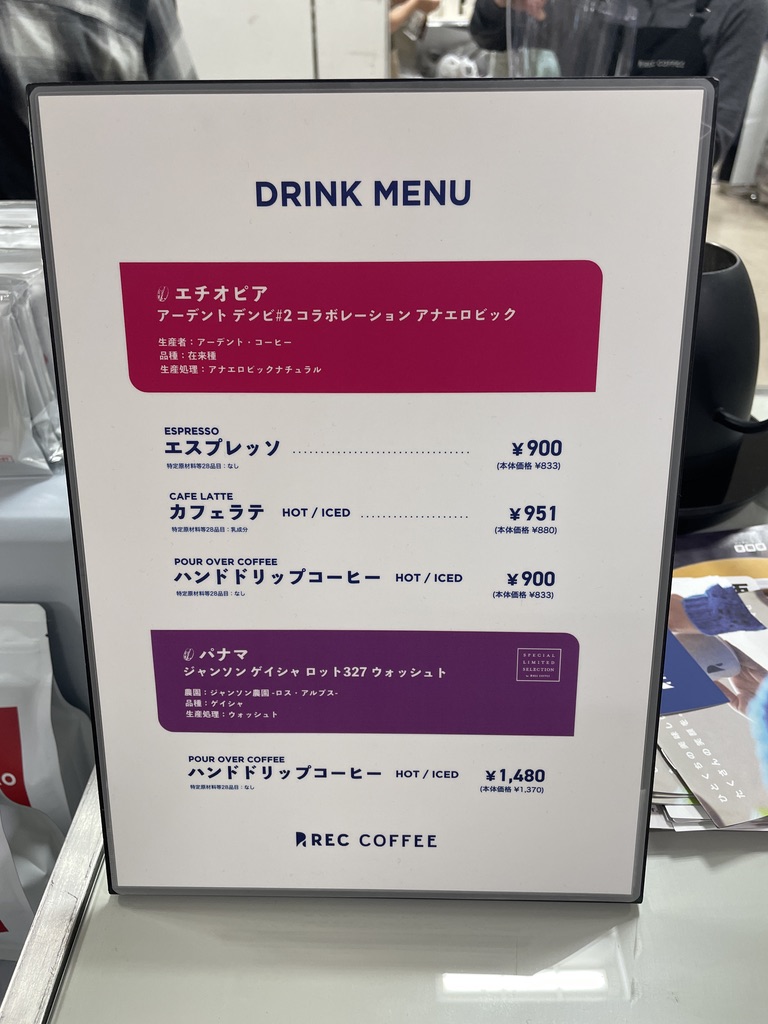 REC COFFEE
DRINK MENU
エチオピア
アーデント デンビ#2 コラボレーション アナエロビック
生産者：アーデント・コーヒー
品種：在来種
生産処理：アナエロビックナチュラル
ESPRESSO
エスプレッソ ¥900
特定原材料等28品目：なし (本体価格 ¥833)
CAFE LATTE
カフェラテ HOT / ICED ¥951
特定原材料等28品目：乳成分 (本体価格 ¥880)
POUR OVER COFFEE
ハンドドリップコーヒー HOT / ICED ¥900
特定原材料等28品目：なし (本体価格 ¥833)
パナマ
ジャンソン ゲイシャ ロット327 ウォッシュト
農園：ジャンソン農園 -ロス・アルプス-
品種：ゲイシャ
生産処理：ウォッシュト
SPECIAL
LIMITED
SELECTION
POUR OVER COFFEE
ハンドドリップコーヒー HOT / ICED ¥1,480
特定原材料等28品目：なし (本体価格 ¥1,370)
REC COFFEE